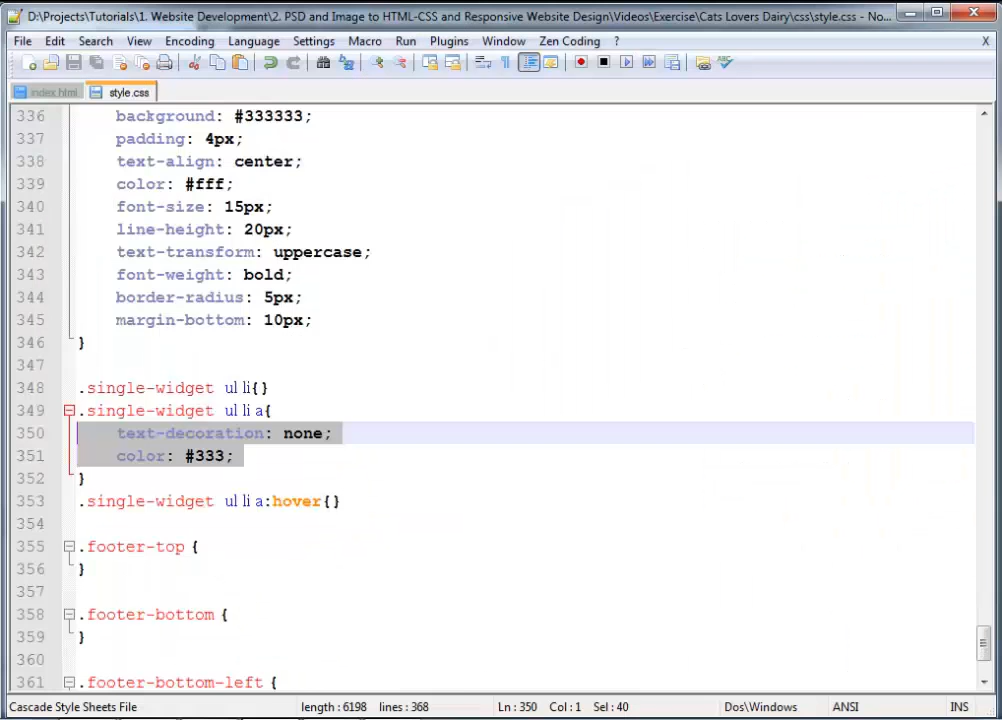 D:\Projects\Tutorials\1. Website Development\2. PSD and Image to HTML-CSS and Responsive Website Design\Videos\Exercise\Cats Lovers Dairy\css\style.css - No...
File Edit Search View Encoding Language Settings Macro Run Plugins Window Zen Coding ? X
index.html style.css
336 background: #333333;
337 padding: 4px;
338 text-align: center;
339 color: #fff;
340 font-size: 15px;
341 line-height: 20px;
342 text-transform: uppercase;
343 font-weight: bold;
344 border-radius: 5px;
345 margin-bottom: 10px;
346 }
347
348 .single-widget ul li{}
349 .single-widget ul li a{
350 text-decoration: none;
351 color: #333;
352 }
353 .single-widget ul li a:hover{}
354
355 .footer-top {
356 }
357
358 .footer-bottom {
359 }
360
361 .footer-bottom-left {
Cascade Style Sheets File length : 6198 lines : 368 Ln : 350 Col : 1 Sel : 40 Dos\Windows ANSI INS